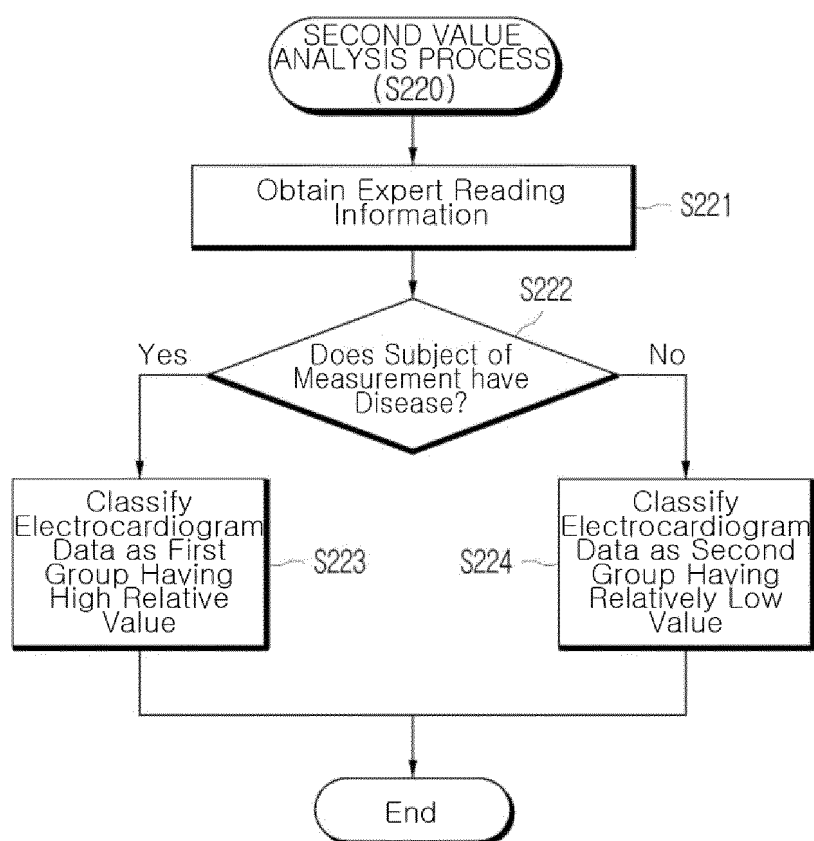 SECOND VALUE
ANALYSIS PROCESS
(S220)
Obtain Expert Reading
Information
S221
S222
Yes
Does Subject of
Measurement have
Disease?
No
Classify
Electrocardiogram
Data as First
Group Having
High Relative
Value
S223
S224
Classify
Electrocardiogram
Data as Second
Group Having
Relatively Low
Value
End